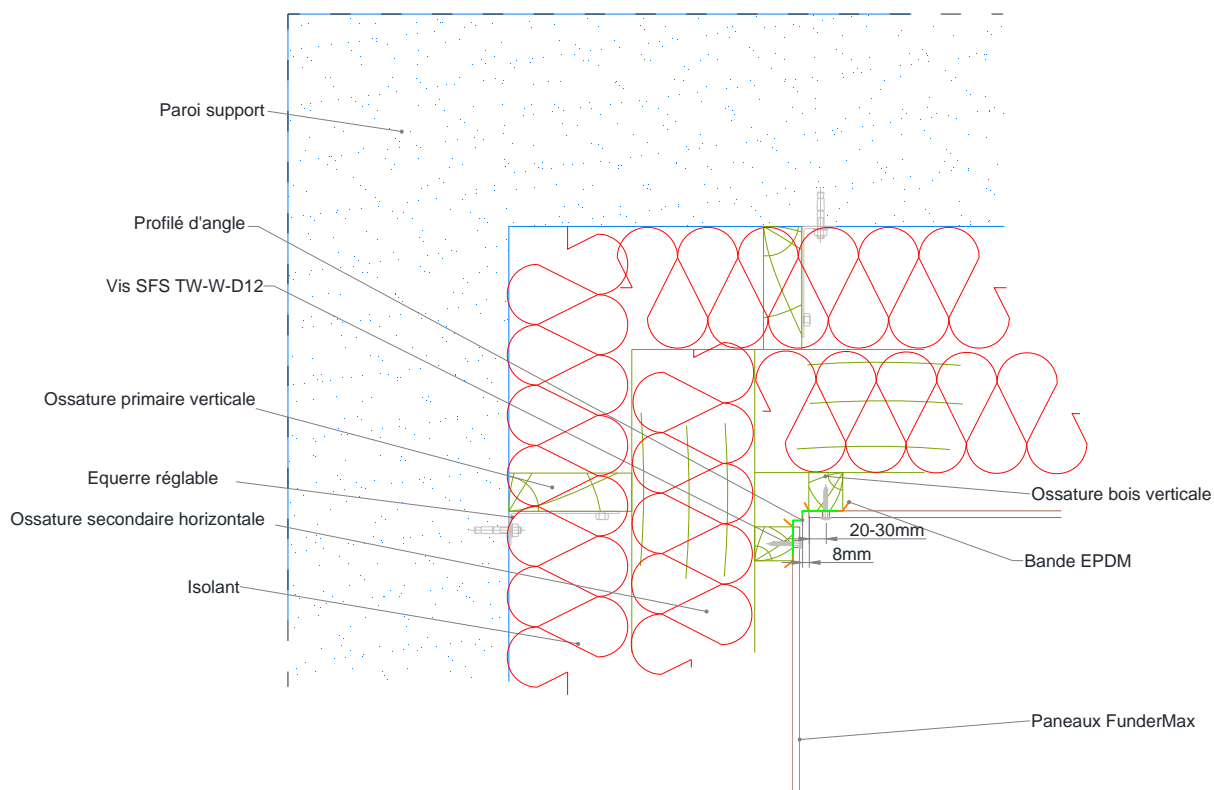 Paroi support
Profilé d'angle
Vis SFS TW-W-D12
Ossature primaire verticale
Equerre réglable
Ossature secondaire horizontale
Isolant
Ossature bois verticale
20-30mm
8mm
Bande EPDM
Paneaux FunderMax